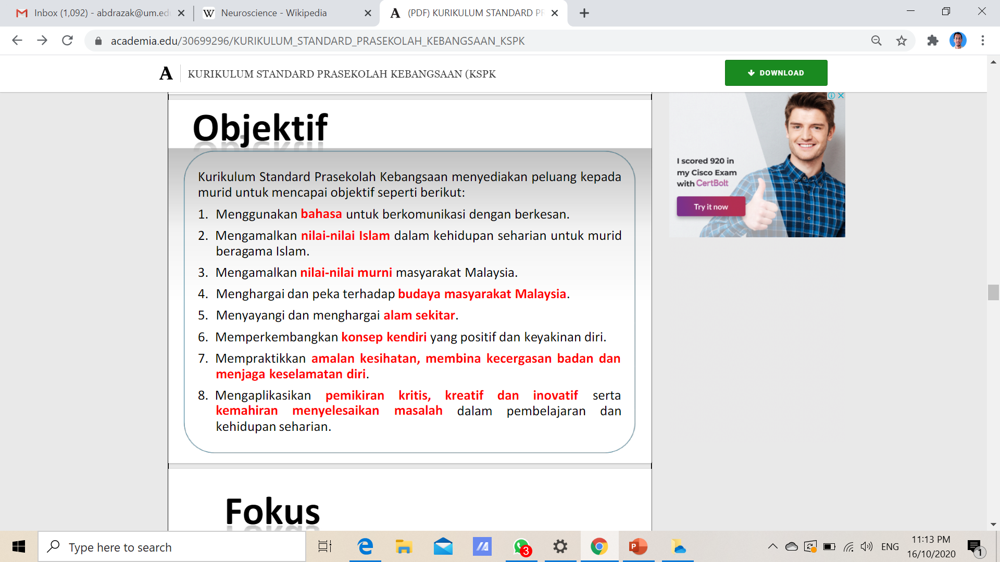 Inbox (1,092) - abdrazak@um.ed
Neuroscience - Wikipedia
(PDF) KURIKULUM STANDARD PR
academia.edu/30699296/KURIKULUM_STANDARD_PRASEKOLAH_KEBANGSAAN_KSPK
A
KURIKULUM STANDARD PRASEKOLAH KEBANGSAAN (KSPK
DOWNLOAD
Objektif
Kurikulum Standard Prasekolah Kebangsaan menyediakan peluang kepada
murid untuk mencapai objektif seperti berikut:
1. Menggunakan bahasa untuk berkomunikasi dengan berkesan.
2. Mengamalkan nilai-nilai Islam dalam kehidupan seharian untuk murid
beragama Islam.
3. Mengamalkan nilai-nilai murni masyarakat Malaysia.
4. Menghargai dan peka terhadap budaya masyarakat Malaysia.
5. Menyayangi dan menghargai alam sekitar.
6. Memperkembangkan konsep kendiri yang positif dan keyakinan diri.
7. Mempraktikkan amalan kesihatan, membina kecergasan badan dan
menjaga keselamatan diri.
8. Mengaplikasikan pemikiran kritis, kreatif dan inovatif serta
kemahiran menyelesaikan masalah dalam pembelajaran dan
kehidupan seharian.
Fokus
I scored 920 in
my Cisco Exam
with CertBolt
Try it now
Type here to search
3
ENG
11:13 PM
16/10/2020
1